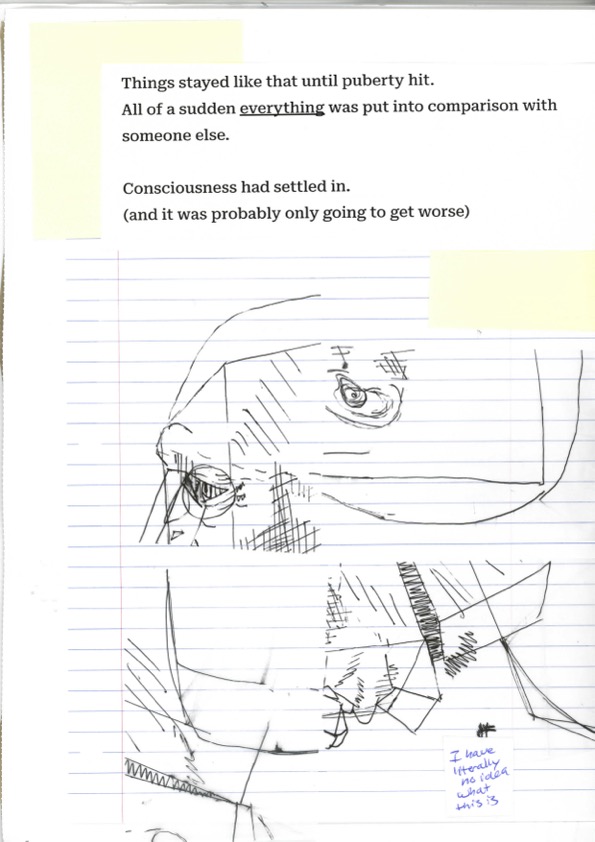 Things stayed like that until puberty hit.
All of a sudden everything was put into comparison with
someone else.
Consciousness had settled in.
(and it was probably only going to get worse)
I have
literally
no idea
what
this is